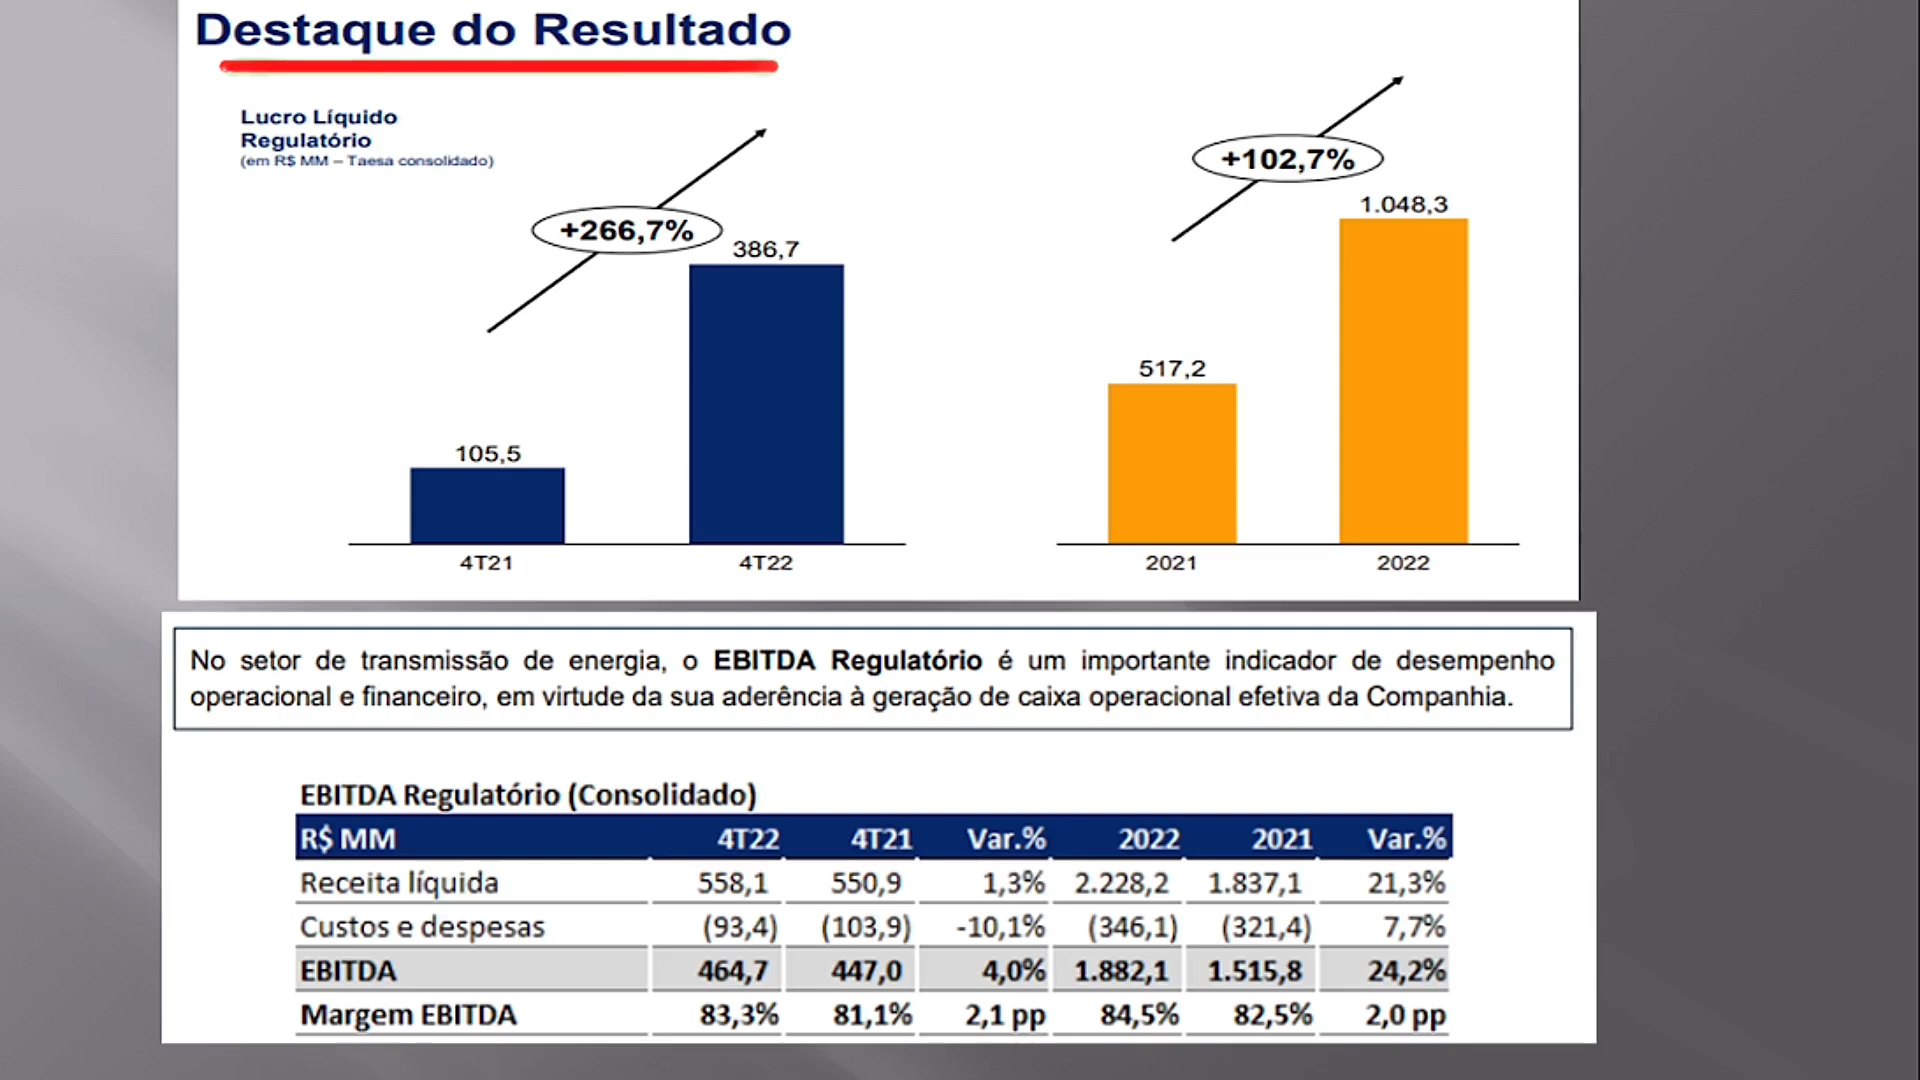 Destaque do Resultado
Lucro Líquido
Regulatório
(em R$ MM – Taesa consolidado)
+266,7%
386,7
105,5
4T21 4T22
+102,7%
1.048,3
517,2
2021 2022
No setor de transmissão de energia, o EBITDA Regulatório é um importante indicador de desempenho
operacional e financeiro, em virtude da sua aderência à geração de caixa operacional efetiva da Companhia.
EBITDA Regulatório (Consolidado)
R$ MM 4T22 4T21 Var.% 2022 2021 Var.%
Receita líquida 558,1 550,9 1,3% 2.228,2 1.837,1 21,3%
Custos e despesas (93,4) (103,9) -10,1% (346,1) (321,4) 7,7%
EBITDA 464,7 447,0 4,0% 1.882,1 1.515,8 24,2%
Margem EBITDA 83,3% 81,1% 2,1 pp 84,5% 82,5% 2,0 pp